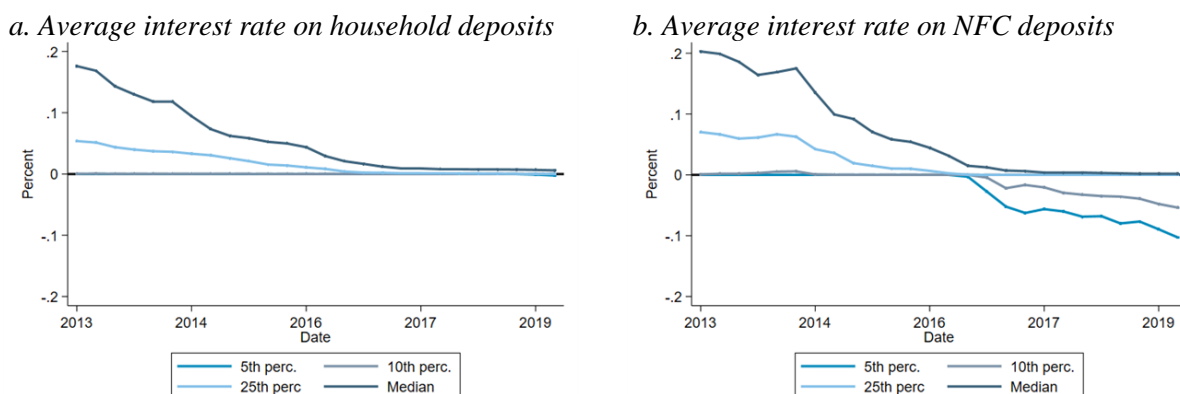 a. Average interest rate on household deposits
.2
.1
0
-.1
-.2
Percent
2013 2014 2016 2017 2019
Date
5th perc. 10th perc.
25th perc Median
b. Average interest rate on NFC deposits
.2
.1
0
-.1
-.2
Percent
2013 2014 2016 2017 2019
Date
5th perc. 10th perc.
25th perc Median